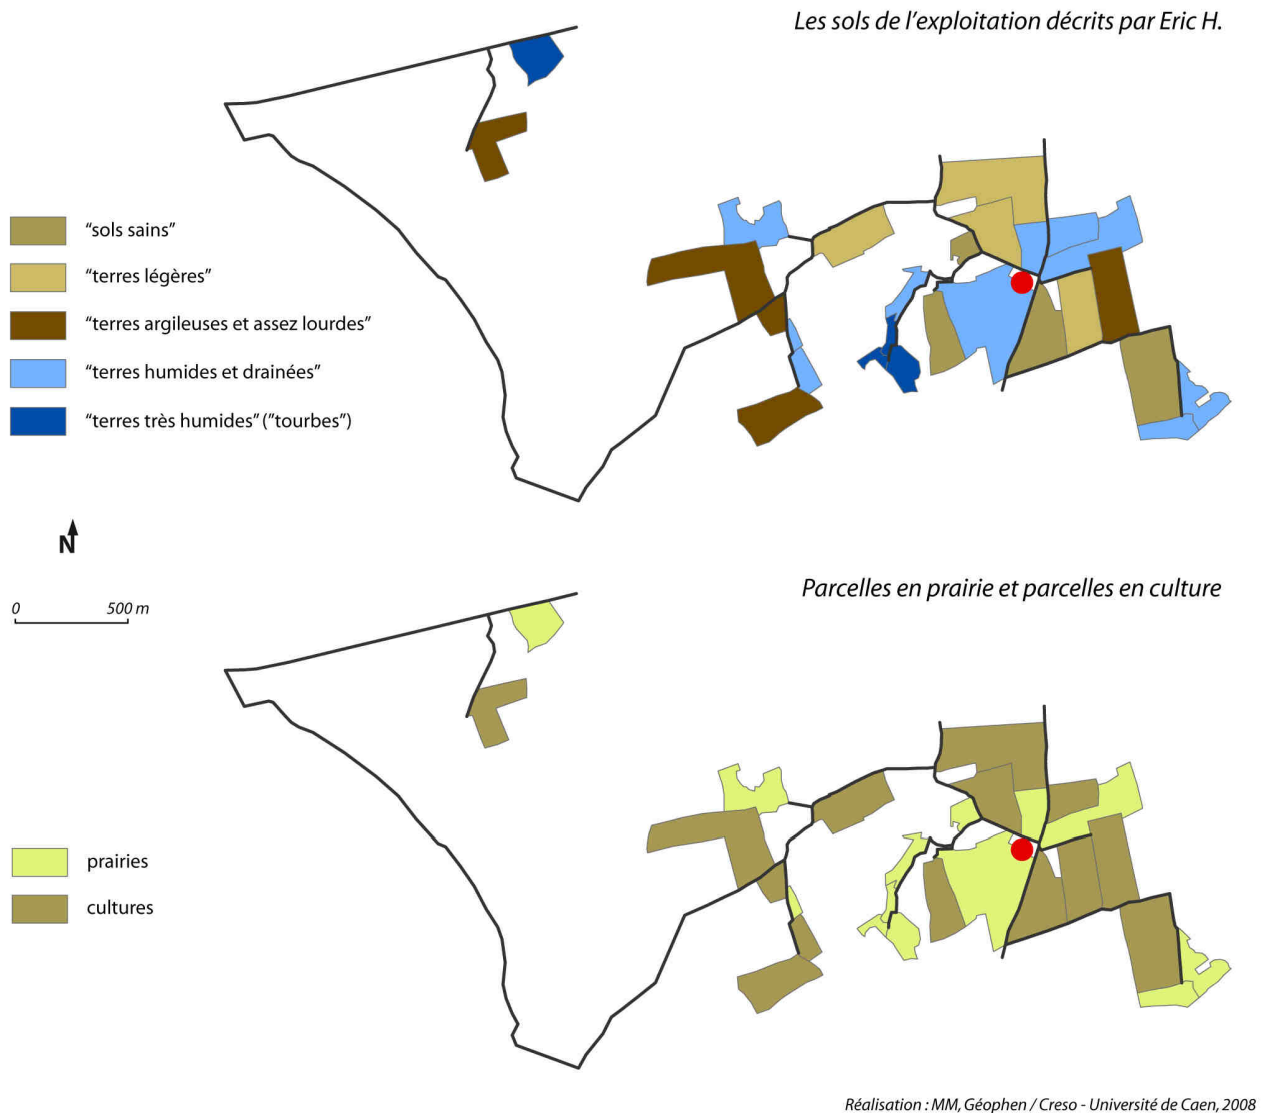 Les sols de l’exploitation décrits par Eric H.
“sols sains”
“terres légères”
“terres argileuses et assez lourdes”
“terres humides et drainées”
“terres très humides” (”tourbes”)
N
0 500 m
Parcelles en prairie et parcelles en culture
prairies
cultures
Réalisation : MM, Géophen / Creso - Université de Caen, 2008